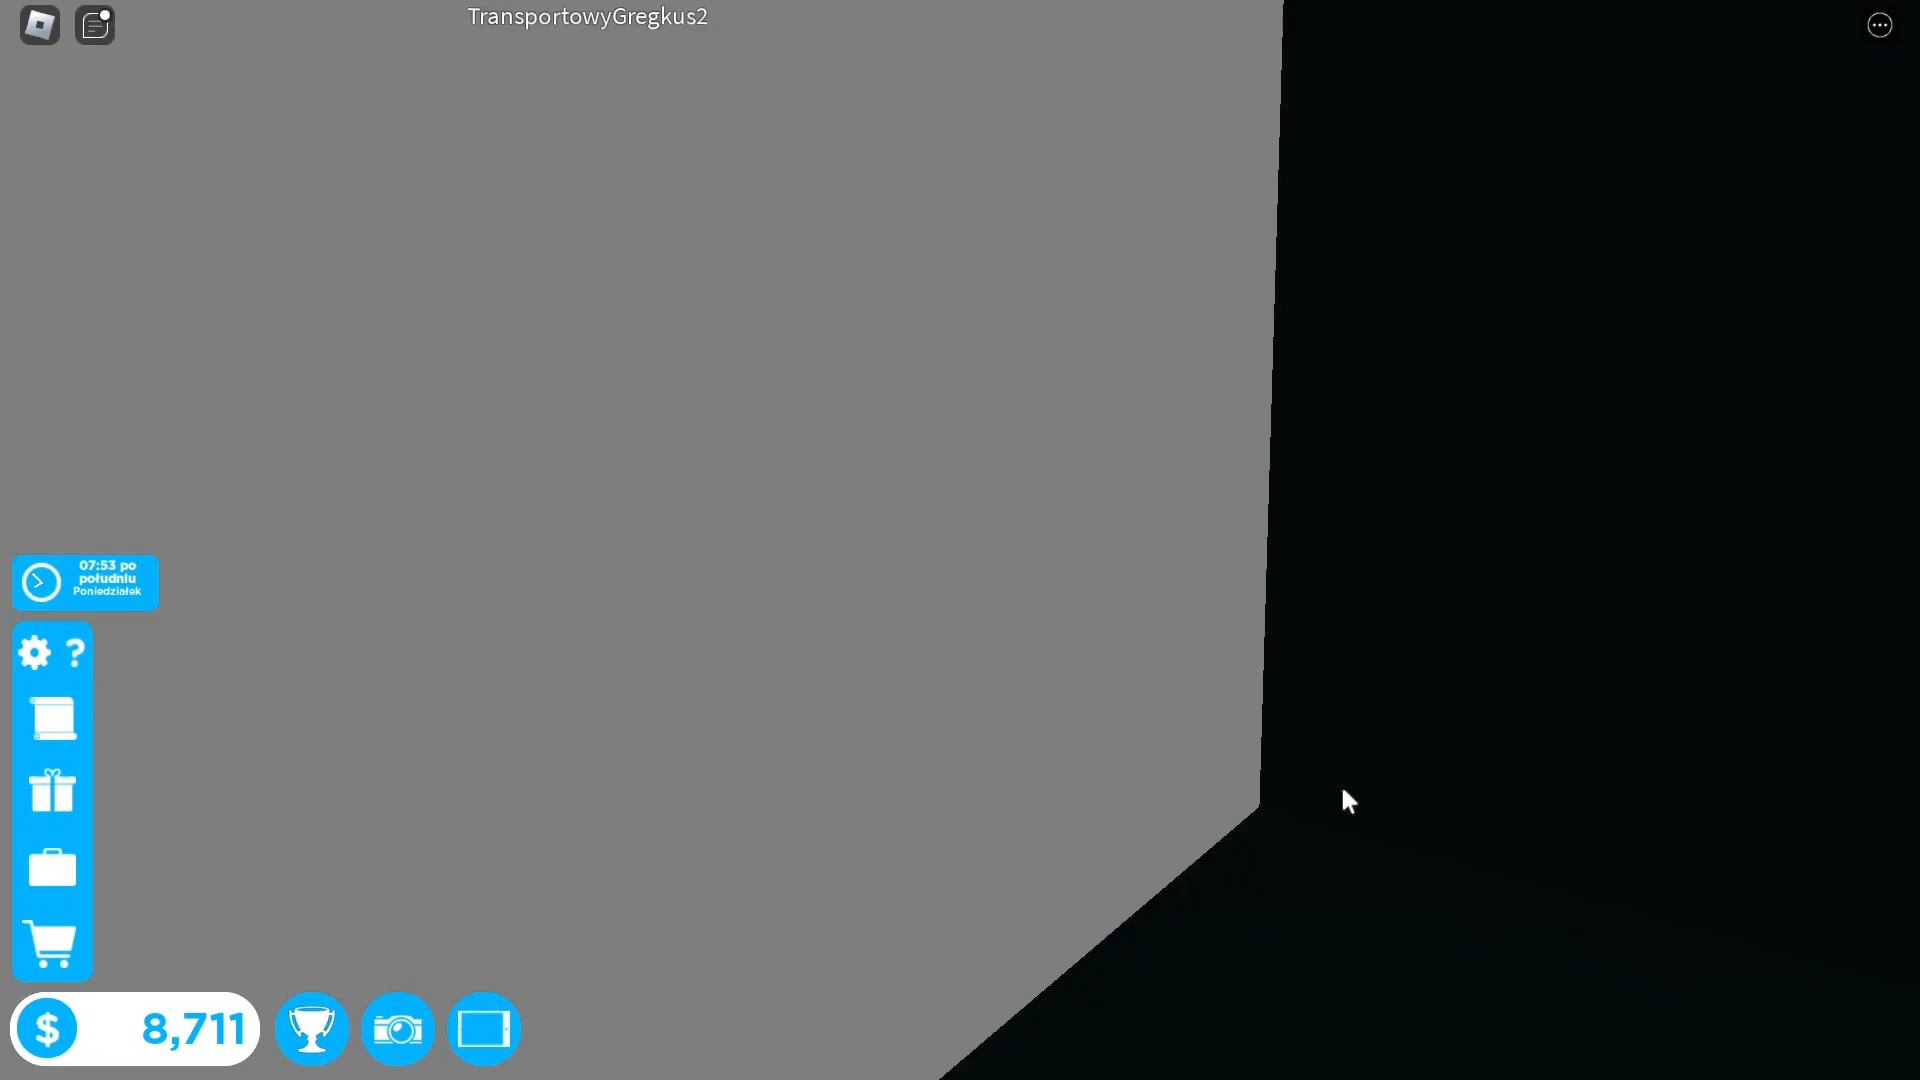 TransportowyGregkus2
07:53 po
południu
Poniedziałek
?
$ 8,711